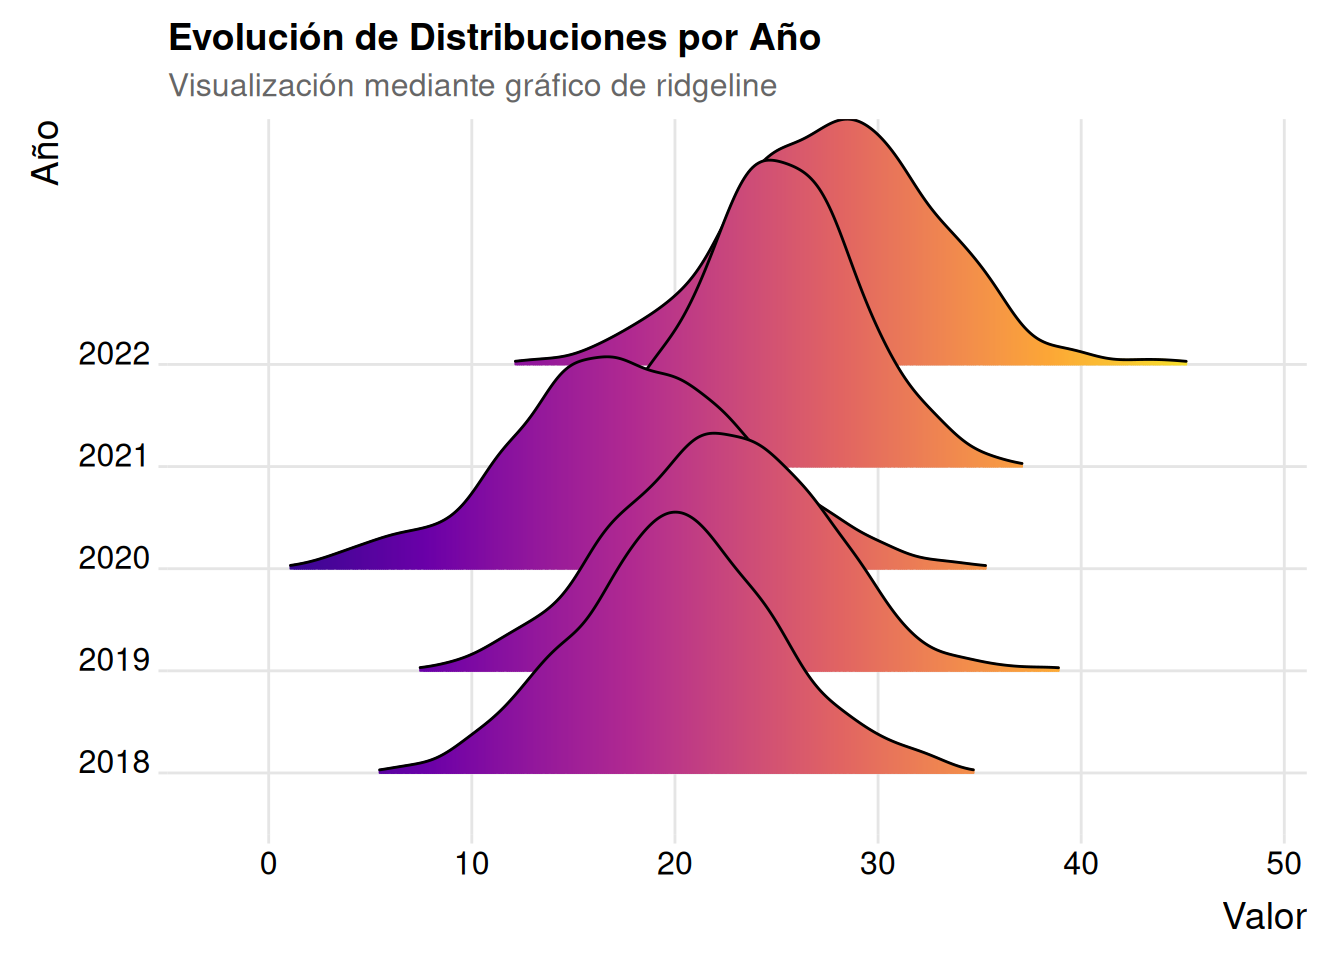 Evolución de Distribuciones por Año
Visualización mediante gráfico de ridgeline
Año
2022
2021
2020
2019
2018
0 10 20 30 40 50
Valor